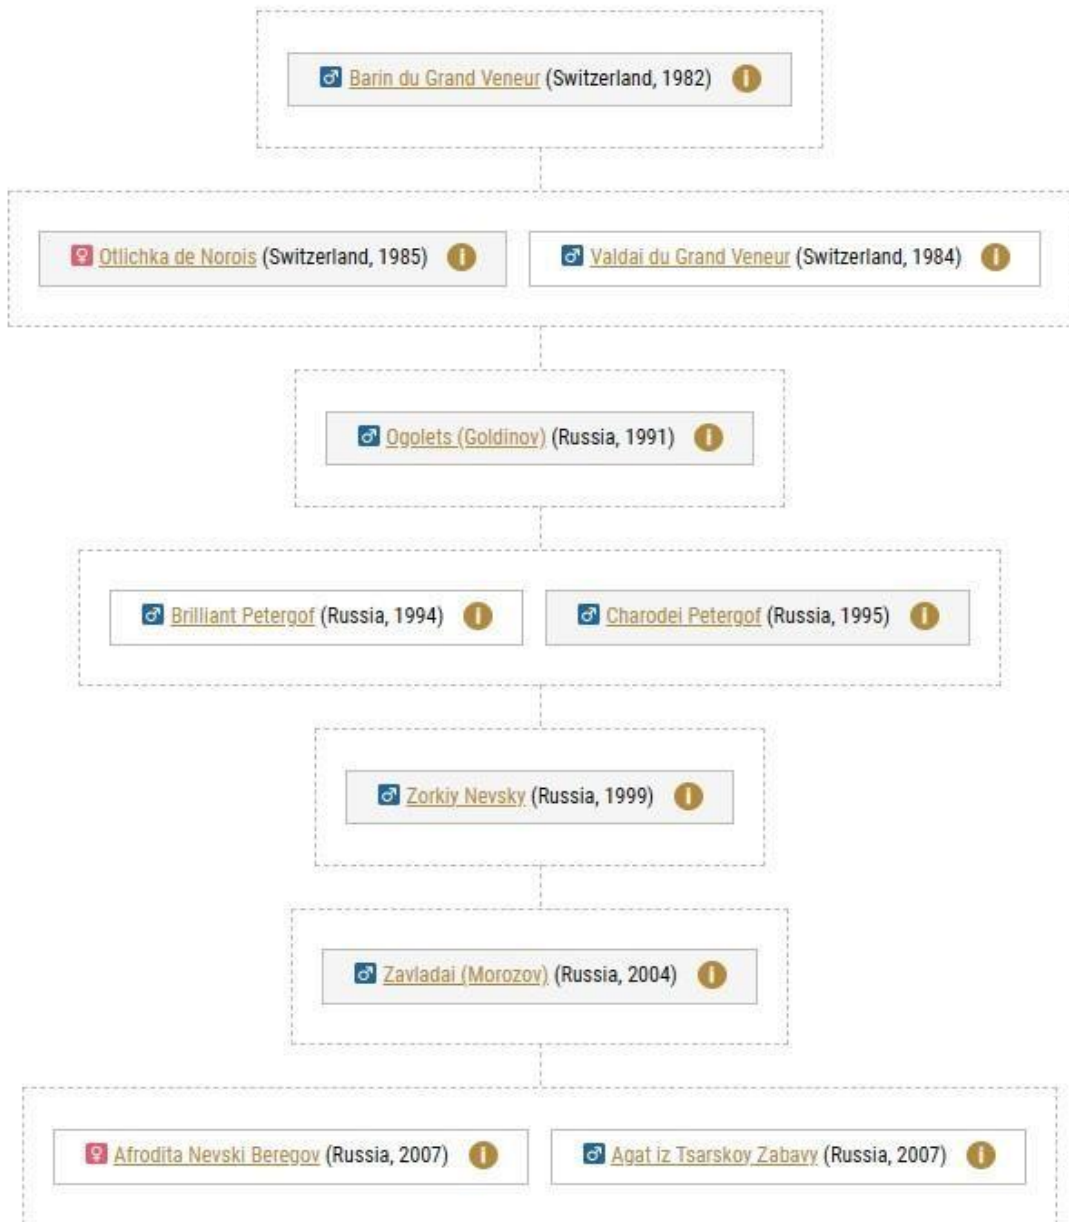 Barin du Grand Veneur (Switzerland, 1982)
Otlichka de Norois (Switzerland, 1985)
Valdai du Grand Veneur (Switzerland, 1984)
Ogolets (Goldinov) (Russia, 1991)
Brilliant Petergof (Russia, 1994)
Charodei Petergof (Russia, 1995)
Zorkiy Nevsky (Russia, 1999)
Zavladai (Morozov) (Russia, 2004)
Afrodita Nevski Beregov (Russia, 2007)
Agat iz Tsarskoy Zabavy (Russia, 2007)